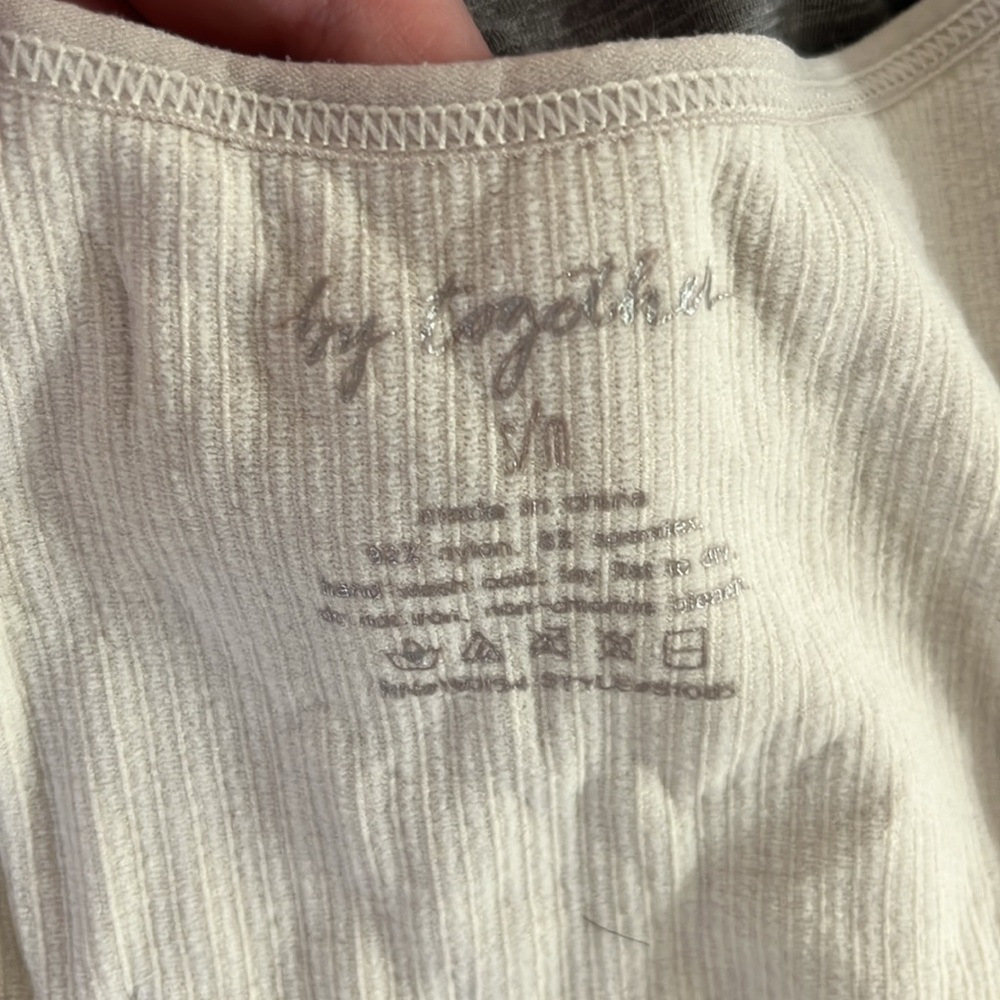 by together
S/M
made in china
92% nylon. 8% spandex.
hand wash cold. lay flat to dry.
do not iron. non-chlorine bleach.